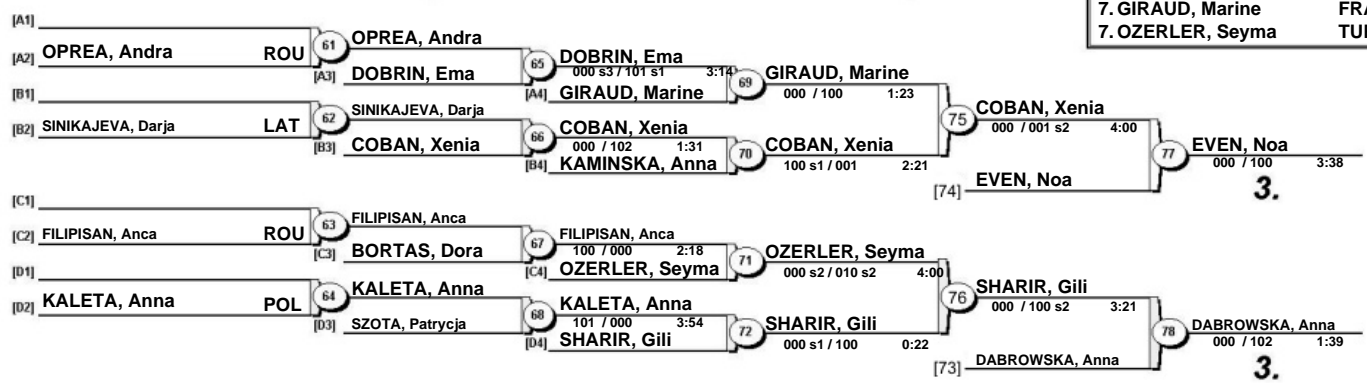 7. GIRAUD, Marine FRA
7. OZERLER, Seyma TU
[A1]
[A2] OPREA, Andra ROU 61 OPREA, Andra
[A3] DOBRIN, Ema 65 DOBRIN, Ema
000 s3 / 101 s1 3:14
[A4] GIRAUD, Marine 69 GIRAUD, Marine
000 / 100 1:23
[B1]
[B2] SINIKAJEVA, Darja LAT 62 SINIKAJEVA, Darja
[B3] COBAN, Xenia 66 COBAN, Xenia
000 / 102 1:31
[B4] KAMINSKA, Anna 70 COBAN, Xenia
100 s1 / 001 2:21
75 COBAN, Xenia
000 / 001 s2 4:00
[74] EVEN, Noa 77 EVEN, Noa
000 / 100 3:38
3.
[C1]
[C2] FILIPISAN, Anca ROU 63 FILIPISAN, Anca
[C3] BORTAS, Dora 67 FILIPISAN, Anca
100 / 000 2:18
[C4] OZERLER, Seyma 71 OZERLER, Seyma
000 s2 / 010 s2 4:00
[D1]
[D2] KALETA, Anna POL 64 KALETA, Anna
[D3] SZOTA, Patrycja 68 KALETA, Anna
101 / 000 3:54
[D4] SHARIR, Gili 72 SHARIR, Gili
000 s1 / 100 0:22
76 SHARIR, Gili
000 / 100 s2 3:21
[73] DABROWSKA, Anna 78 DABROWSKA, Anna
000 / 102 1:39
3.